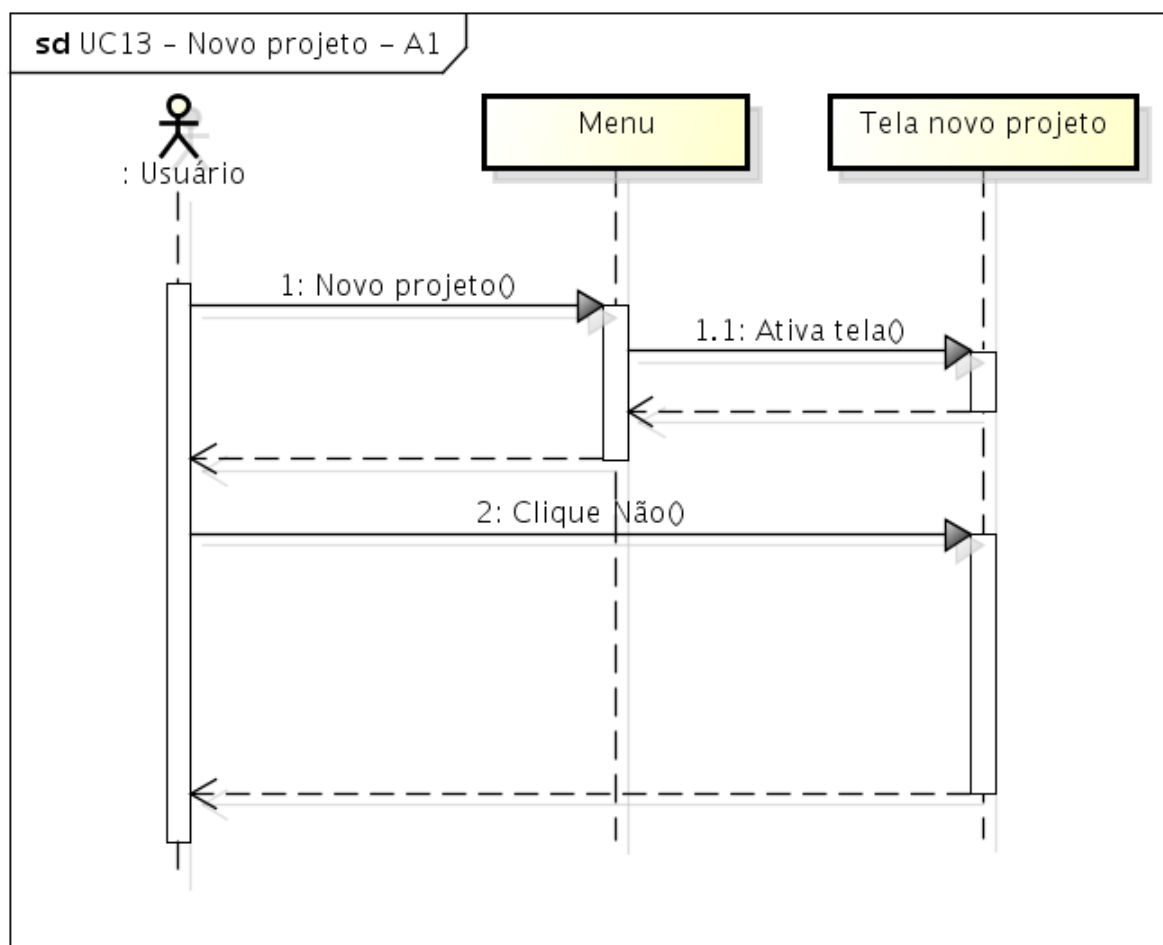 sd UC13 - Novo projeto - A1
Menu
Tela novo projeto
: Usuário
1: Novo projeto()
1.1: Ativa tela()
2: Clique Não()